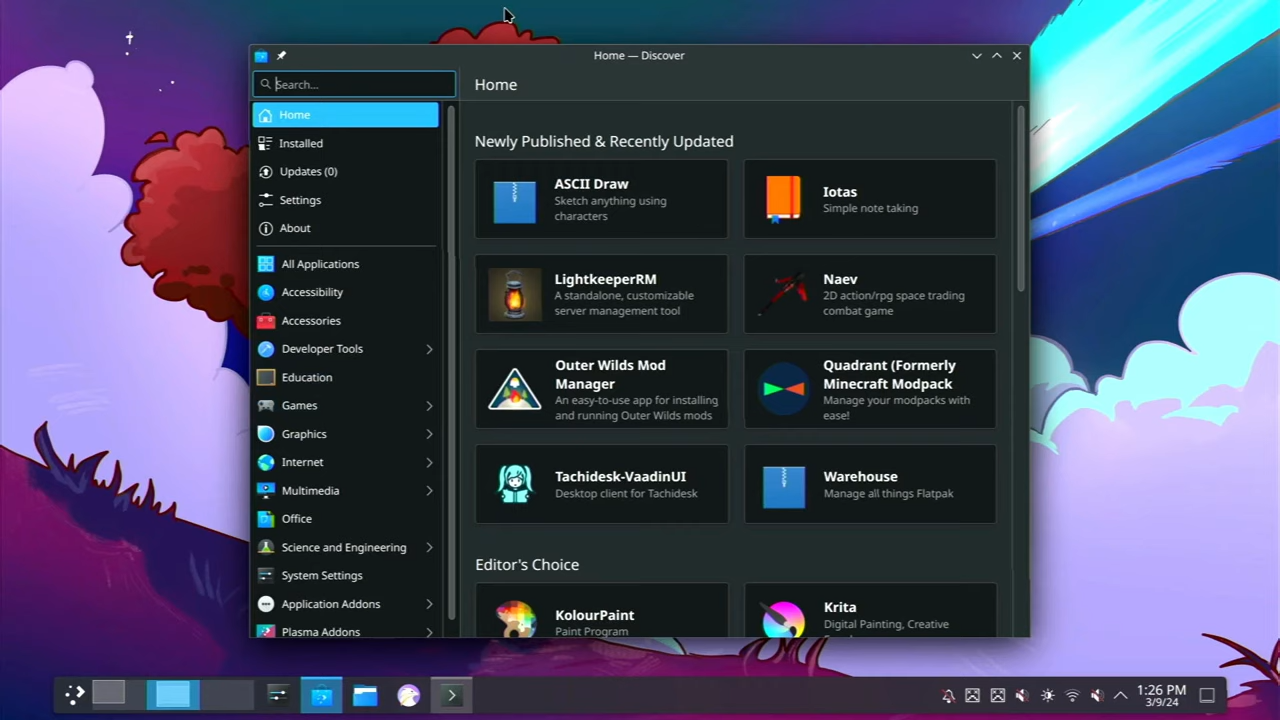 Home — Discover
Search...
Home
Home
Installed
Updates (0)
Settings
About
All Applications
Accessibility
Accessories
Developer Tools
Education
Games
Graphics
Internet
Multimedia
Office
Science and Engineering
System Settings
Application Addons
Plasma Addons
Newly Published & Recently Updated
ASCII Draw
Sketch anything using
characters
Iotas
Simple note taking
LightkeeperRM
A standalone, customizable
server management tool
Naev
2D action/rpg space trading
combat game
Outer Wilds Mod
Manager
An easy-to-use app for installing
and running Outer Wilds mods
Quadrant (Formerly
Minecraft Modpack
Manage your modpacks with
ease!
Tachidesk-VaadinUI
Desktop client for Tachidesk
Warehouse
Manage all things Flatpak
Editor's Choice
KolourPaint
Paint Program
Krita
Digital Painting, Creative
1:26 PM
3/9/24